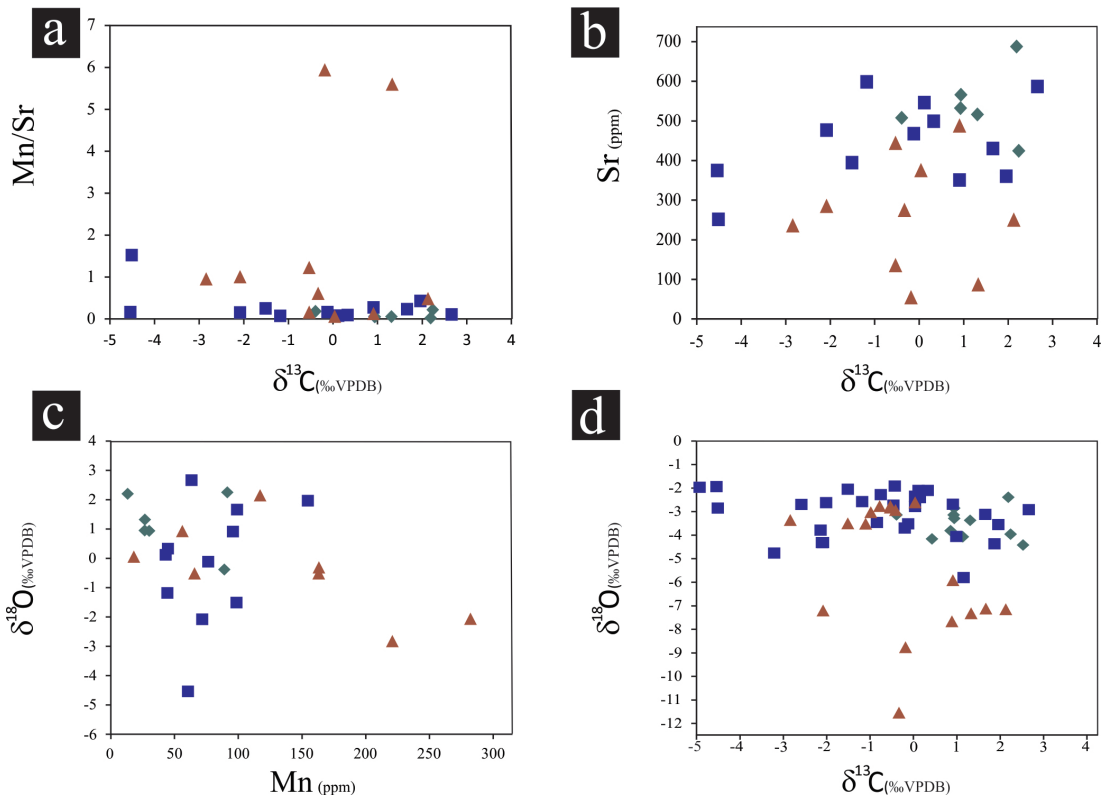 a
7
6
5
4
3
2
1
0
Mn/Sr
-5 -4 -3 -2 -1 0 1 2 3 4
δ¹³C(‰VPDB)
b
700
600
500
400
300
200
100
0
Sr (ppm)
-5 -4 -3 -2 -1 0 1 2 3 4
δ¹³C(‰VPDB)
c
4
3
2
1
0
-1
-2
-3
-4
-5
-6
δ¹⁸O(‰VPDB)
0 50 100 150 200 250 300
Mn (ppm)
d
0
-1
-2
-3
-4
-5
-6
-7
-8
-9
-10
-11
-12
δ¹⁸O(‰VPDB)
-5 -4 -3 -2 -1 0 1 2 3 4
δ¹³C(‰VPDB)